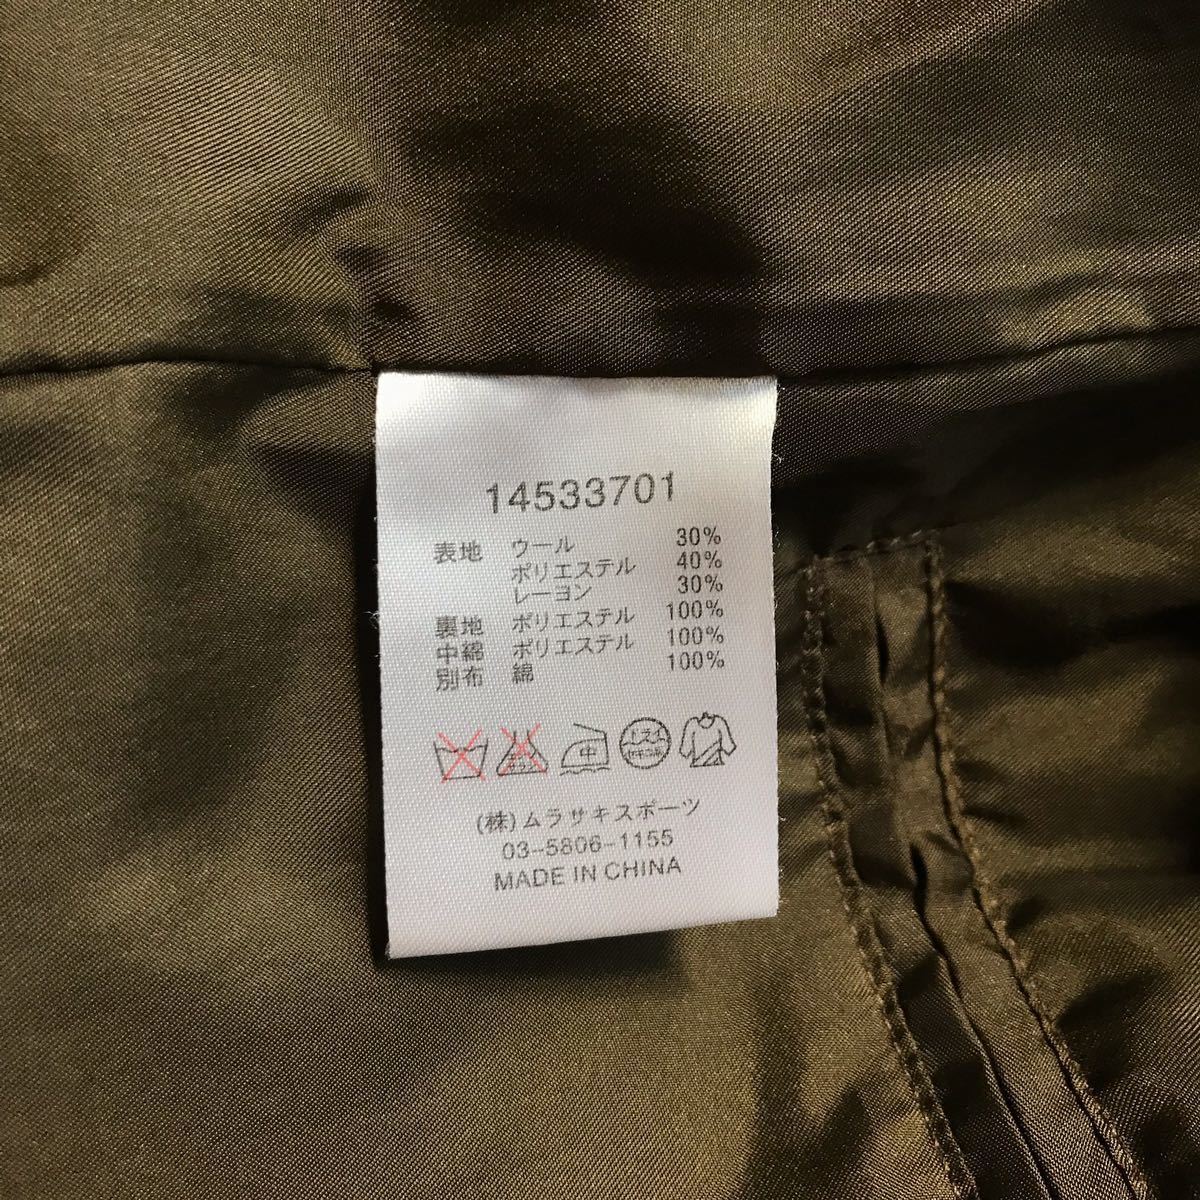 14533701
表地 ウール 30%
ポリエステル 40%
レーヨン 30%
裏地 ポリエステル 100%
中綿 ポリエステル 100%
別布 綿 100%
中
(株)ムラサキスポーツ
03-5806-1155
MADE IN CHINA